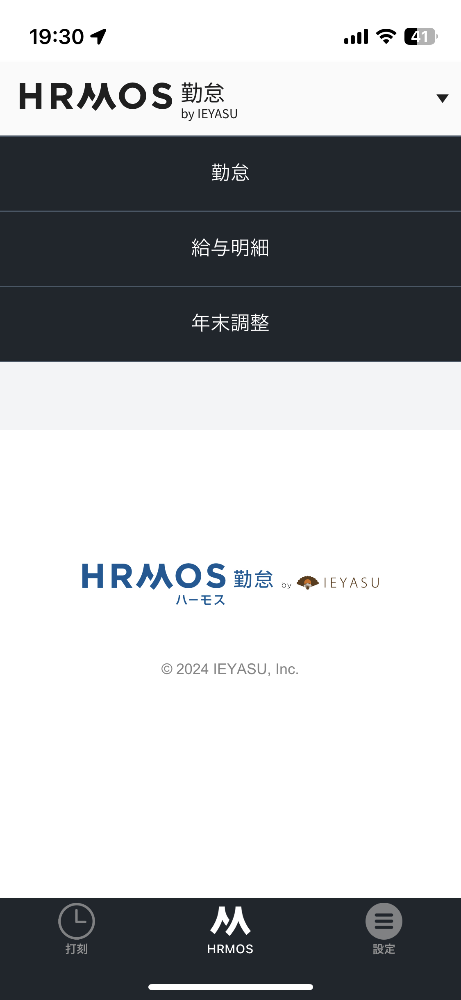 19:30
41
HRMOS 勤怠
by IEYASU
勤怠
給与明細
年末調整
HRMOS 勤怠 by IEYASU
ハーモス
© 2024 IEYASU, Inc.
打刻
HRMOS
設定